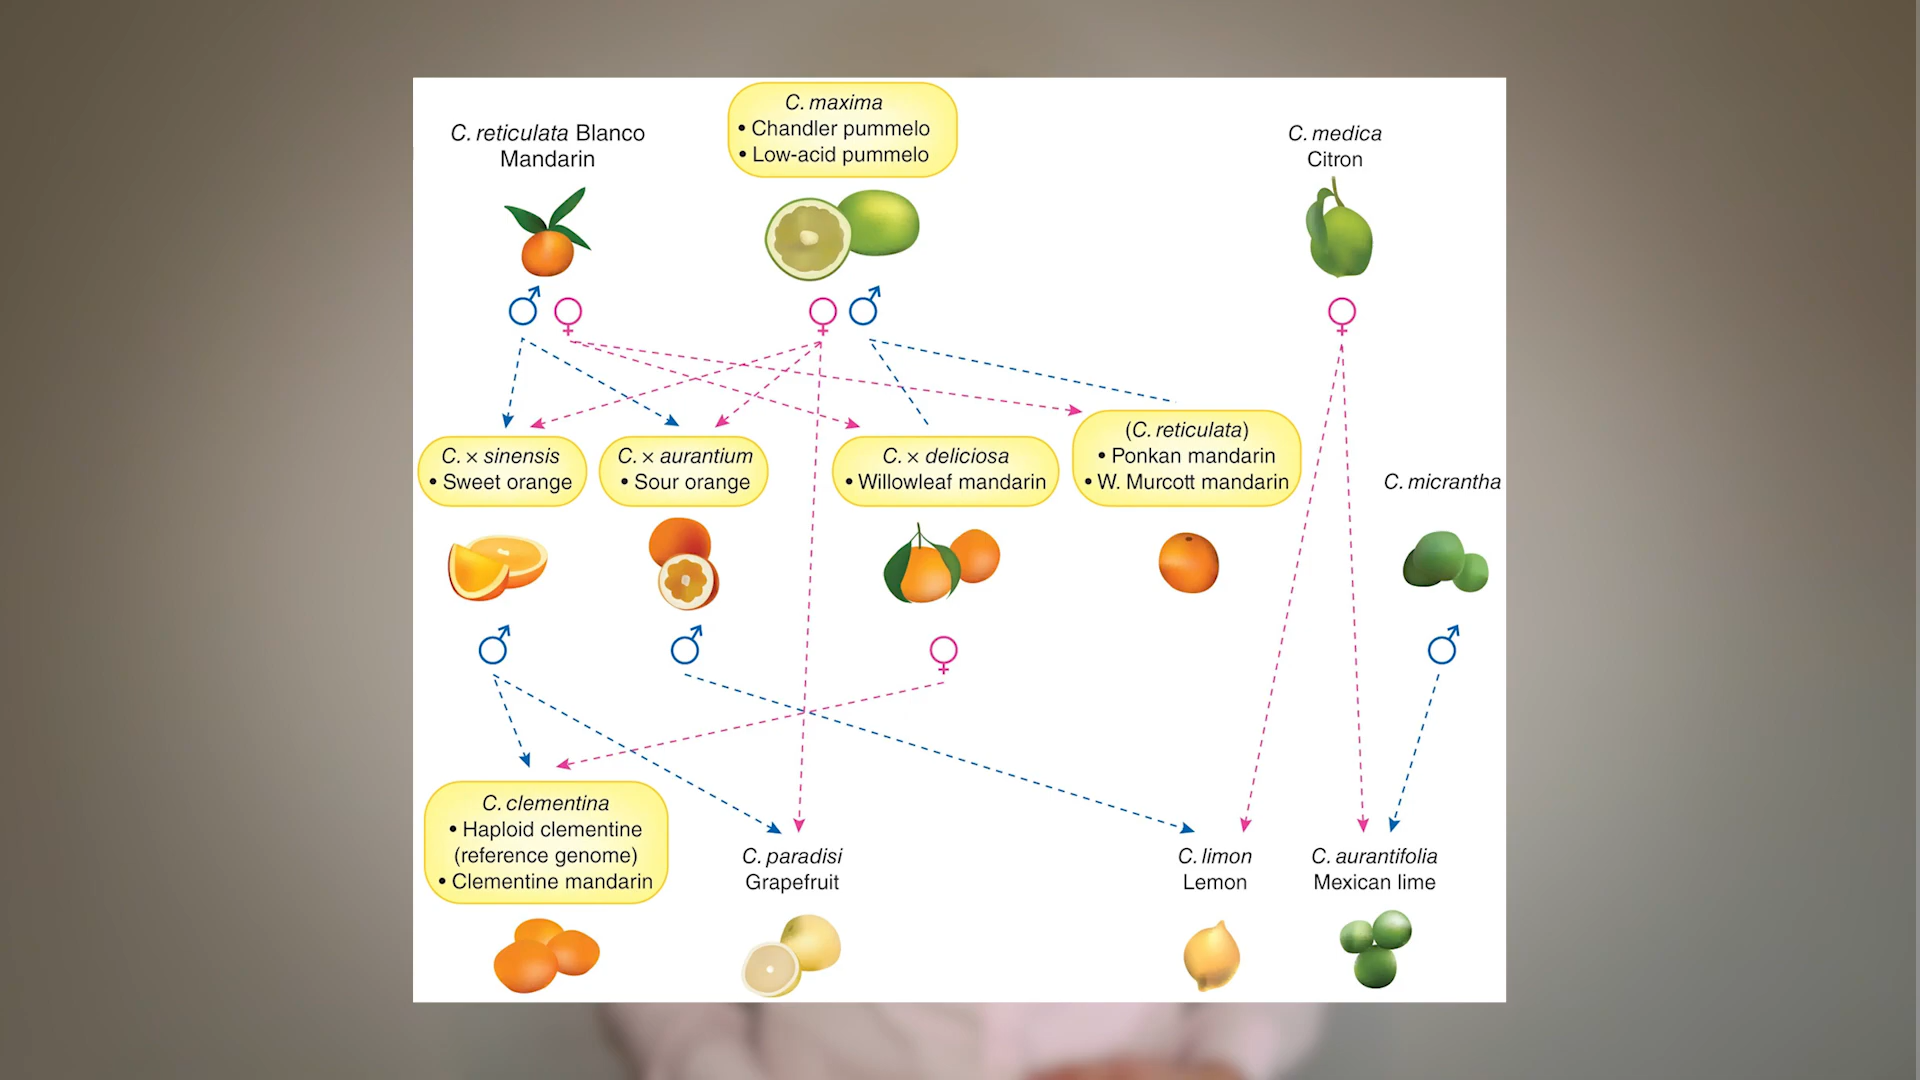 C. reticulata Blanco
Mandarin
C. maxima
• Chandler pummelo
• Low-acid pummelo
C. medica
Citron
C. × sinensis
• Sweet orange
C. × aurantium
• Sour orange
C. × deliciosa
• Willowleaf mandarin
(C. reticulata)
• Ponkan mandarin
• W. Murcott mandarin
C. micrantha
C. clementina
• Haploid clementine
(reference genome)
• Clementine mandarin
C. paradisi
Grapefruit
C. limon
Lemon
C. aurantifolia
Mexican lime